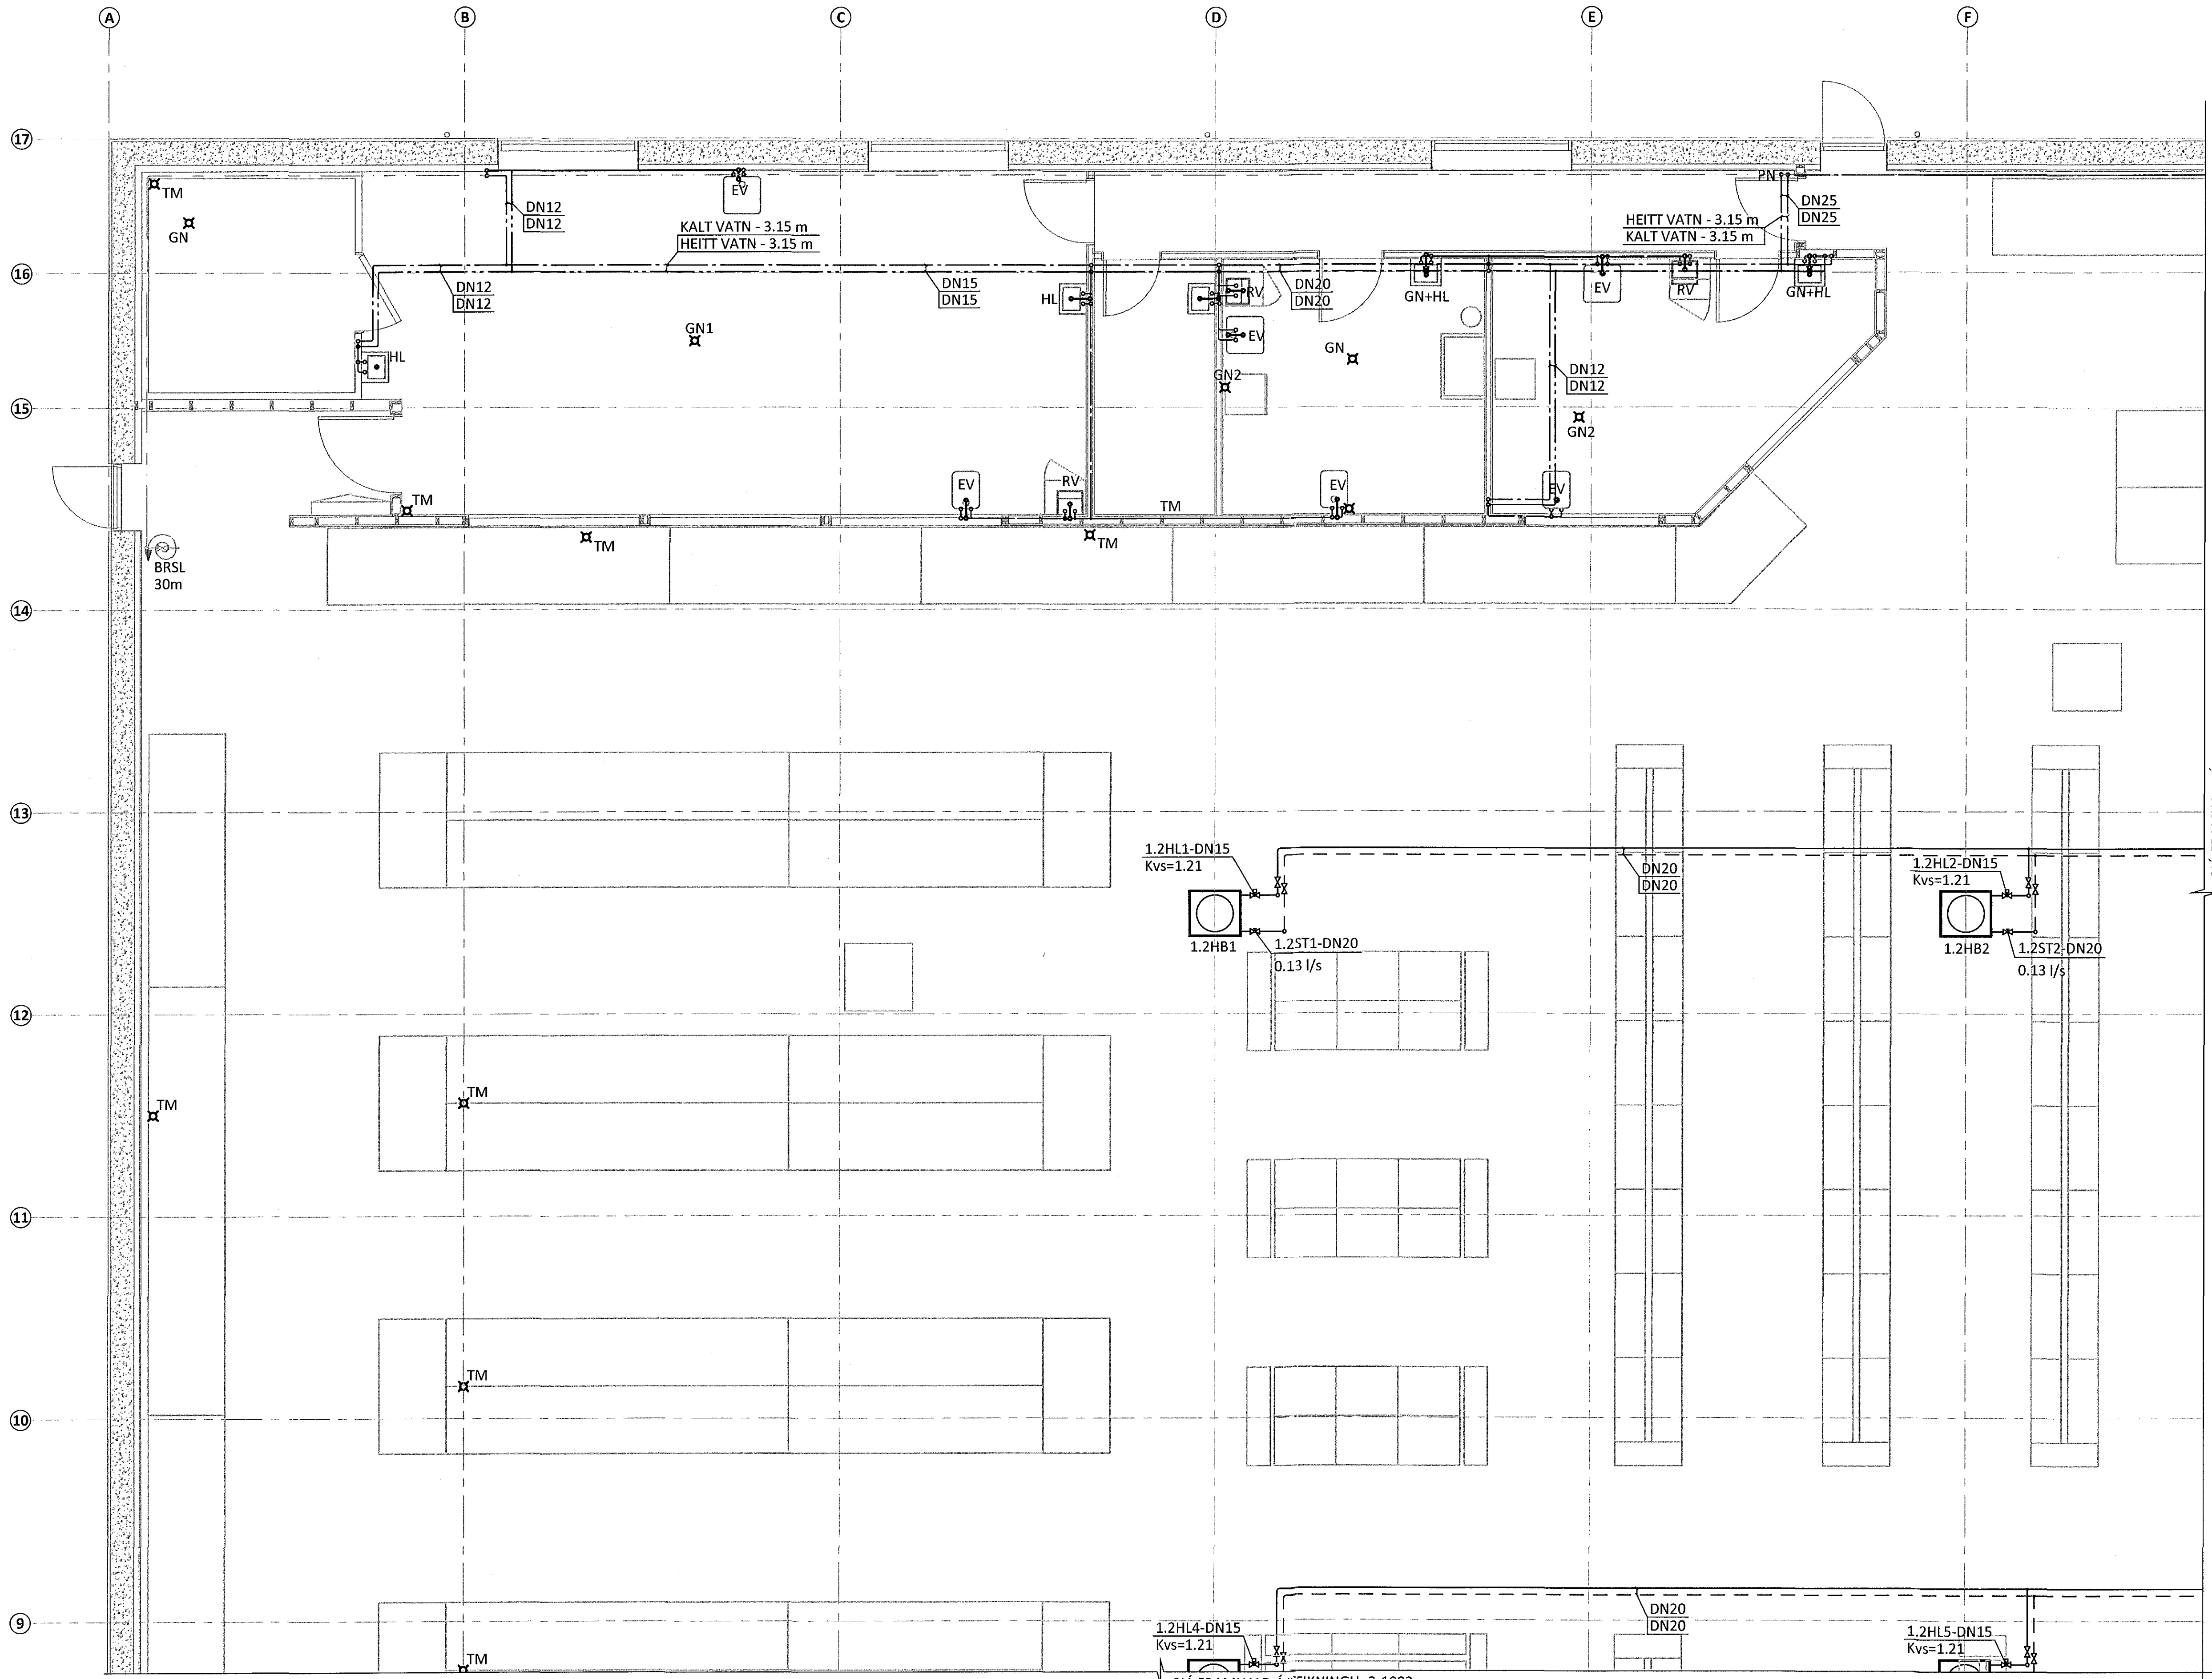 A
B
C
D
E
F
17
TM
GN
EV
DN12
DN12
KALT VATN - 3.15 m
HEITT VATN - 3.15 m
PN
DN25
DN25
HEITT VATN - 3.15 m
KALT VATN - 3.15 m
16
DN12
DN12
DN15
DN15
HL
RV
DN20
DN20
GN+HL
EV
RV
GN+HL
GN1
EV
GN
HL
GN2
DN12
DN12
15
GN2
EV
RV
EV
EV
TM
TM
TM
TM
BRSL
30m
14
13
1.2HL1-DN15
Kvs=1.21
DN20
DN20
1.2HL2-DN15
Kvs=1.21
1.2HB1
1.2ST1-DN20
0.13 l/s
1.2HB2
1.2ST2-DN20
0.13 l/s
12
TM
TM
11
TM
10
9
DN20
DN20
1.2HL4-DN15
Kvs=1.21
1.2HL5-DN15
Kvs=1.21
TM